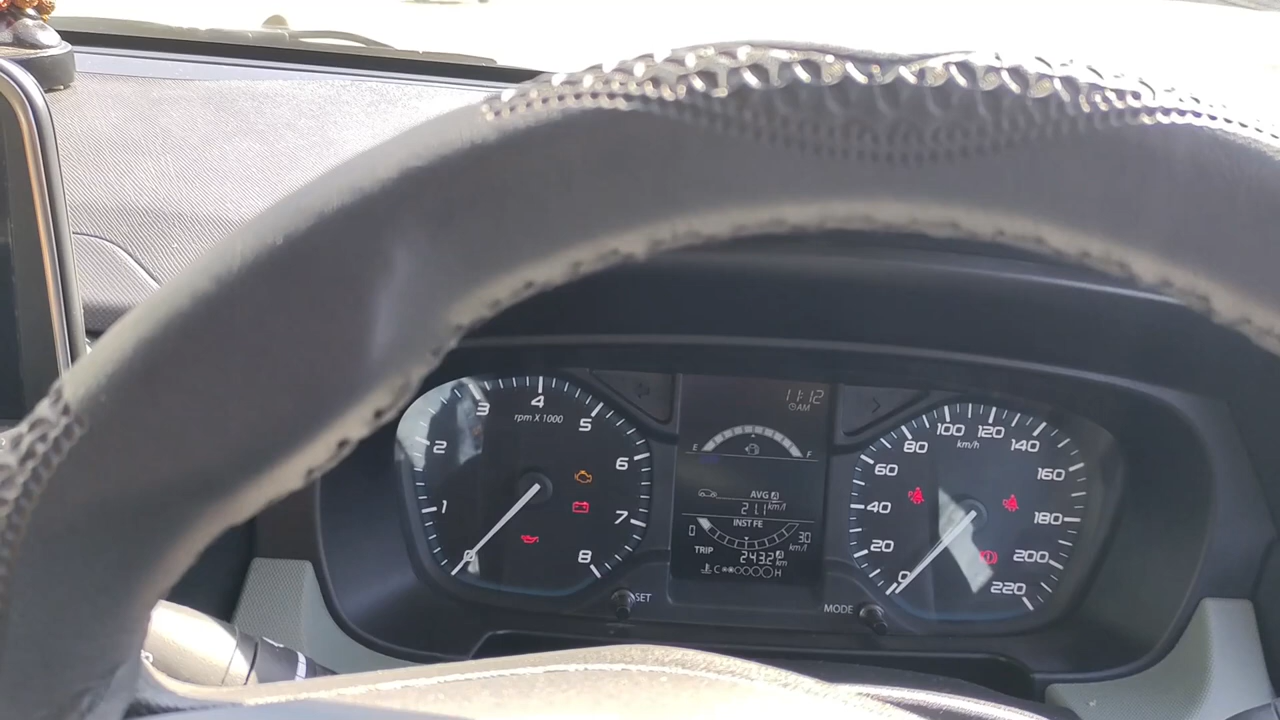 11:12
AM
1 2 3 4 5 6 7 8
rpm X 1000
E F
AVG A
21.1 km/l
INST FE
0 30
km/l
TRIP A
243.2 km
C H
SET
MODE
0 20 40 60 80 100 120 140 160 180 200 220
km/h